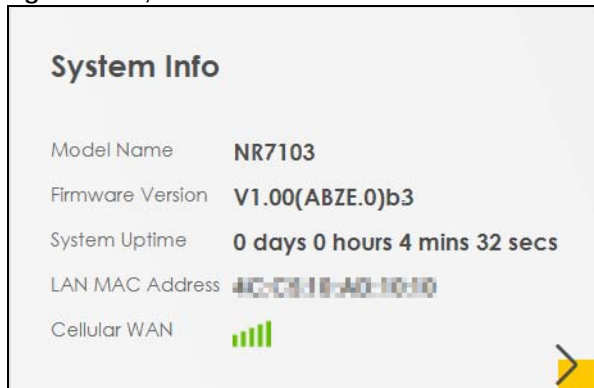 System Info
Model Name NR7103
Firmware Version V1.00(ABZE.0)b3
System Uptime 0 days 0 hours 4 mins 32 secs
LAN MAC Address
Cellular WAN